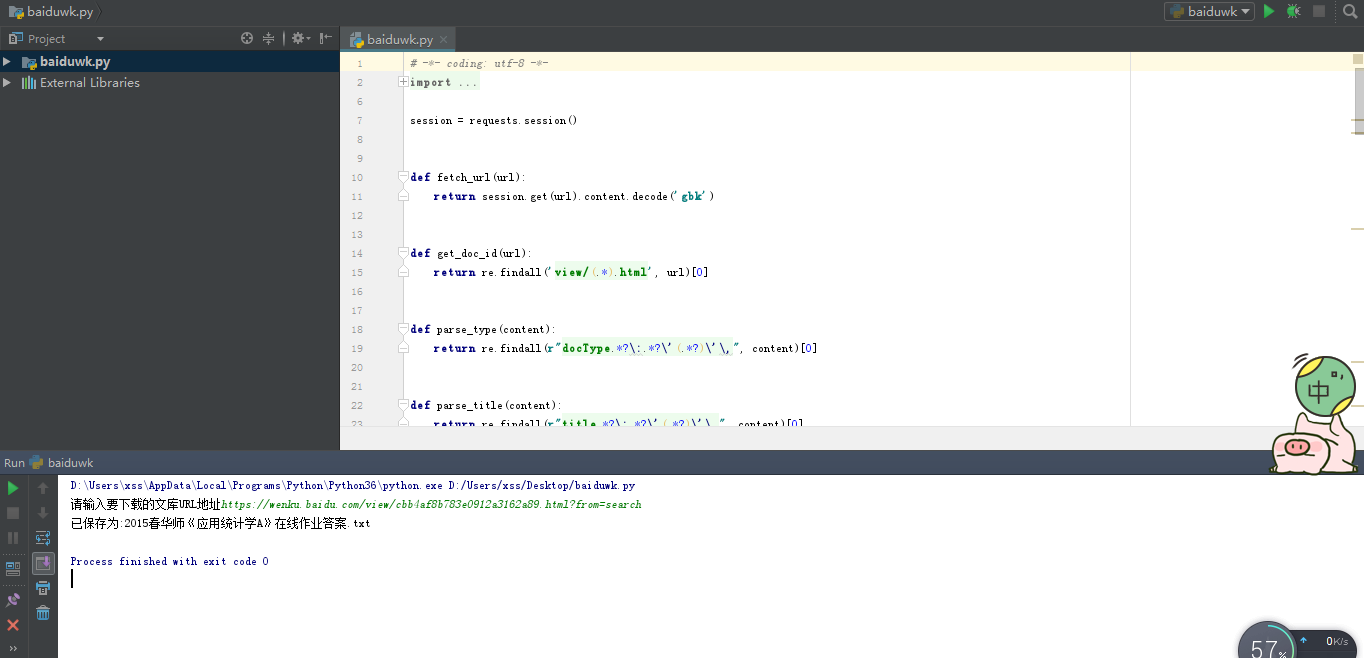 baiduwk.py
baiduwk
Project
baiduwk.py
baiduwk.py
External Libraries
1 # -*- coding: utf-8 -*-
2 import ...
6
7 session = requests.session()
8
9
10 def fetch_url(url):
11 return session.get(url).content.decode('gbk')
12
13
14 def get_doc_id(url):
15 return re.findall('view/(.*).html', url)[0]
16
17
18 def parse_type(content):
19 return re.findall(r"docType.*?\:.*?\'(.*?)\'\,", content)[0]
20
21
22 def parse_title(content):
23 return re.findall(r"title.*?\:.*?\'(.*?)\'\,", content)[0]
中
Run baiduwk
D:\Users\xss\AppData\Local\Programs\Python\Python36\python.exe D:/Users/xss/Desktop/baiduwk.py
请输入要下载的文库URL地址https://wenku.baidu.com/view/cbb4af8b783e0912a3162a89.html?from=search
已保存为:2015春华师《应用统计学A》在线作业答案.txt
Process finished with exit code 0
57%
0K/s